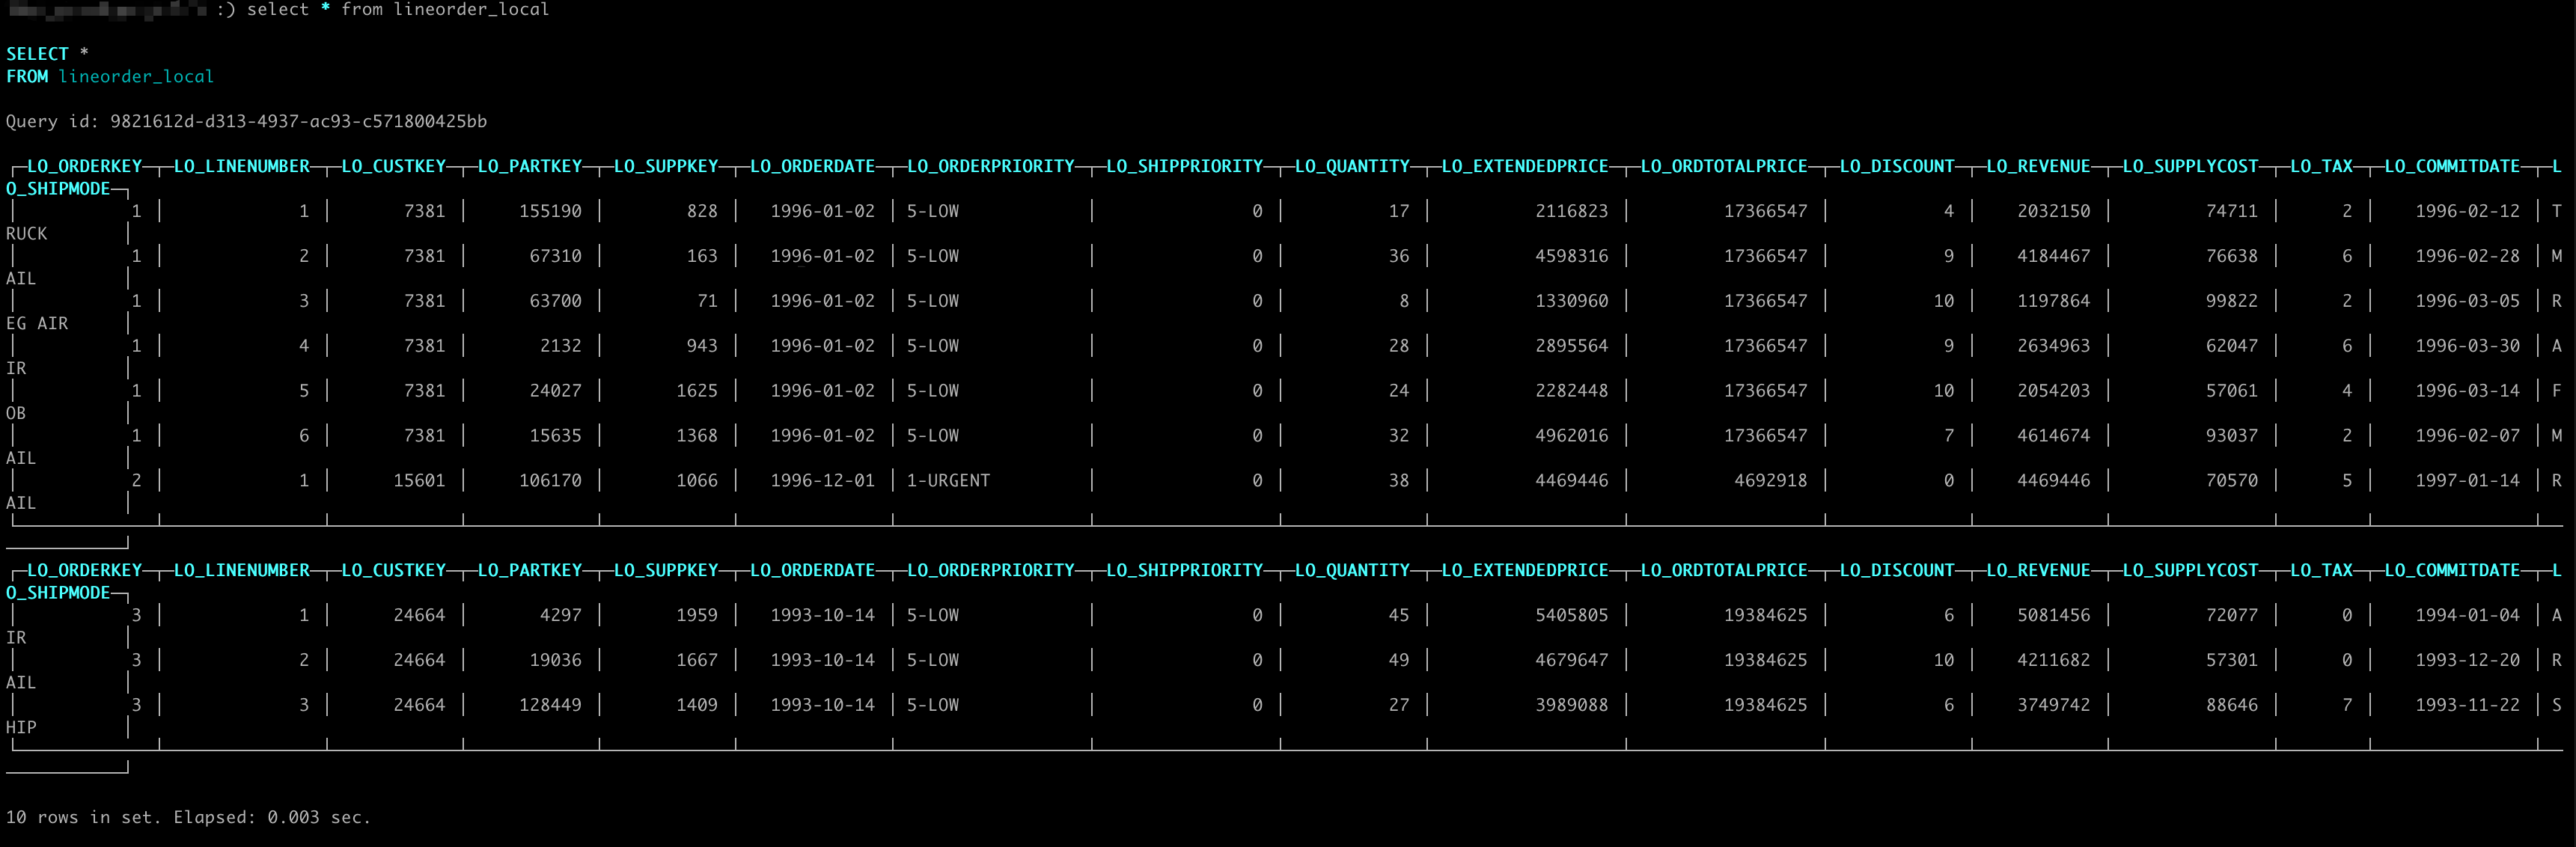 :) select * from lineorder_local
SELECT *
FROM lineorder_local
Query id: 9821612d-d313-4937-ac93-c571800425bb
┌─LO_ORDERKEY─┬─LO_LINENUMBER─┬─LO_CUSTKEY─┬─LO_PARTKEY─┬─LO_SUPPKEY─┬─LO_ORDERDATE─┬─LO_ORDERPRIORITY─┬─LO_SHIPPRIORITY─┬─LO_QUANTITY─┬─LO_EXTENDEDPRICE─┬─LO_ORDTOTALPRICE─┬─LO_DISCOUNT─┬─LO_REVENUE─┬─LO_SUPPLYCOST─┬─LO_TAX─┬─LO_COMMITDATE─┬─L
O_SHIPMODE─┐
│ 1 │ 1 │ 7381 │ 155190 │ 828 │ 1996-01-02 │ 5-LOW │ 0 │ 17 │ 2116823 │ 17366547 │ 4 │ 2032150 │ 74711 │ 2 │ 1996-02-12 │ T
RUCK │
│ 1 │ 2 │ 7381 │ 67310 │ 163 │ 1996-01-02 │ 5-LOW │ 0 │ 36 │ 4598316 │ 17366547 │ 9 │ 4184467 │ 76638 │ 6 │ 1996-02-28 │ M
AIL │
│ 1 │ 3 │ 7381 │ 63700 │ 71 │ 1996-01-02 │ 5-LOW │ 0 │ 8 │ 1330960 │ 17366547 │ 10 │ 1197864 │ 99822 │ 2 │ 1996-03-05 │ R
EG AIR │
│ 1 │ 4 │ 7381 │ 2132 │ 943 │ 1996-01-02 │ 5-LOW │ 0 │ 28 │ 2895564 │ 17366547 │ 9 │ 2634963 │ 62047 │ 6 │ 1996-03-30 │ A
IR │
│ 1 │ 5 │ 7381 │ 24027 │ 1625 │ 1996-01-02 │ 5-LOW │ 0 │ 24 │ 2282448 │ 17366547 │ 10 │ 2054203 │ 57061 │ 4 │ 1996-03-14 │ F
OB │
│ 1 │ 6 │ 7381 │ 15635 │ 1368 │ 1996-01-02 │ 5-LOW │ 0 │ 32 │ 4962016 │ 17366547 │ 7 │ 4614674 │ 93037 │ 2 │ 1996-02-07 │ M
AIL │
│ 2 │ 1 │ 15601 │ 106170 │ 1066 │ 1996-12-01 │ 1-URGENT │ 0 │ 38 │ 4469446 │ 4692918 │ 0 │ 4469446 │ 70570 │ 5 │ 1997-01-14 │ R
AIL │
┌─LO_ORDERKEY─┬─LO_LINENUMBER─┬─LO_CUSTKEY─┬─LO_PARTKEY─┬─LO_SUPPKEY─┬─LO_ORDERDATE─┬─LO_ORDERPRIORITY─┬─LO_SHIPPRIORITY─┬─LO_QUANTITY─┬─LO_EXTENDEDPRICE─┬─LO_ORDTOTALPRICE─┬─LO_DISCOUNT─┬─LO_REVENUE─┬─LO_SUPPLYCOST─┬─LO_TAX─┬─LO_COMMITDATE─┬─L
O_SHIPMODE─┐
│ 3 │ 1 │ 24664 │ 4297 │ 1959 │ 1993-10-14 │ 5-LOW │ 0 │ 45 │ 5405805 │ 19384625 │ 6 │ 5081456 │ 72077 │ 0 │ 1994-01-04 │ A
IR │
│ 3 │ 2 │ 24664 │ 19036 │ 1667 │ 1993-10-14 │ 5-LOW │ 0 │ 49 │ 4679647 │ 19384625 │ 10 │ 4211682 │ 57301 │ 0 │ 1993-12-20 │ R
AIL │
│ 3 │ 3 │ 24664 │ 128449 │ 1409 │ 1993-10-14 │ 5-LOW │ 0 │ 27 │ 3989088 │ 19384625 │ 6 │ 3749742 │ 88646 │ 7 │ 1993-11-22 │ S
HIP │
10 rows in set. Elapsed: 0.003 sec.